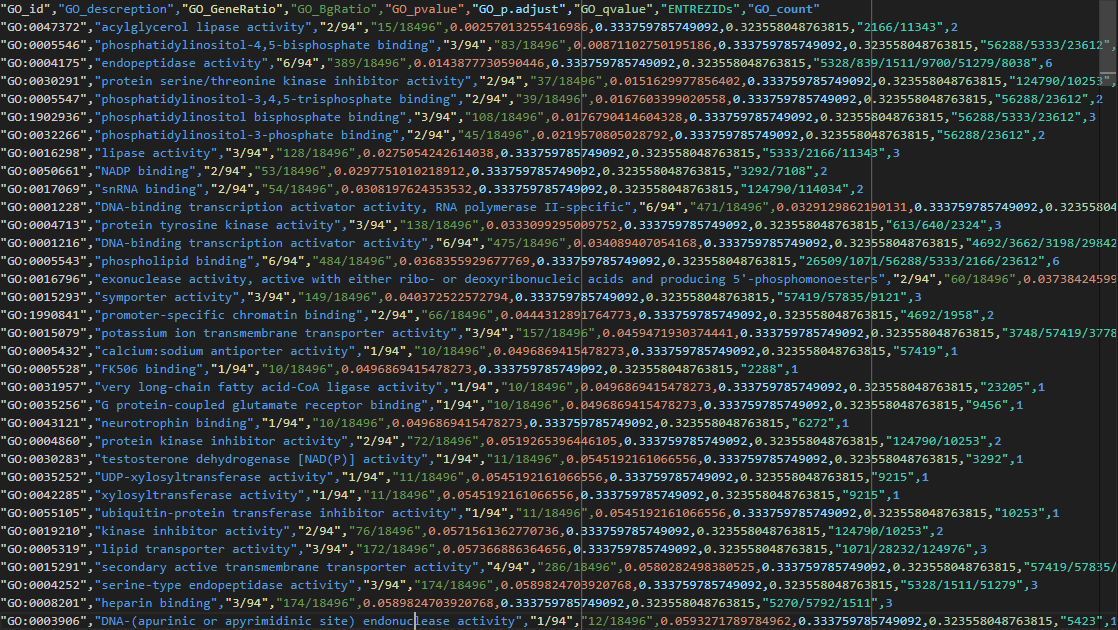 "GO_id","GO_descreption","GO_GeneRatio","GO_BgRatio","GO_pvalue","GO_p.adjust","GO_qvalue","ENTREZIDs","GO_count"
"GO:0047372","acylglycerol lipase activity","2/94","15/18496",0.00257013255416986,0.333759785749092,0.323558048763815,"2166/11343",2
"GO:0005546","phosphatidylinositol-4,5-bisphosphate binding","3/94","83/18496",0.00871102750195186,0.333759785749092,0.323558048763815,"56288/5333/23612",
"GO:0004175","endopeptidase activity","6/94","389/18496",0.0143877730590446,0.333759785749092,0.323558048763815,"5328/839/1511/9700/51279/8038",6
"GO:0030291","protein serine/threonine kinase inhibitor activity","2/94","37/18496",0.0151629977856402,0.333759785749092,0.323558048763815,"124790/10253",
"GO:0005547","phosphatidylinositol-3,4,5-trisphosphate binding","2/94","39/18496",0.0167603399020558,0.333759785749092,0.323558048763815,"56288/23612",2
"GO:1902936","phosphatidylinositol bisphosphate binding","3/94","108/18496",0.0176790414604328,0.333759785749092,0.323558048763815,"56288/5333/23612",3
"GO:0032266","phosphatidylinositol-3-phosphate binding","2/94","45/18496",0.0219570805028792,0.333759785749092,0.323558048763815,"56288/23612",2
"GO:0016298","lipase activity","3/94","128/18496",0.0275054242614038,0.333759785749092,0.323558048763815,"5333/2166/11343",3
"GO:0050661","NADP binding","2/94","53/18496",0.0297751010218912,0.333759785749092,0.323558048763815,"3292/7108",2
"GO:0017069","snRNA binding","2/94","54/18496",0.0308197624353532,0.333759785749092,0.323558048763815,"124790/114034",2
"GO:0001228","DNA-binding transcription activator activity, RNA polymerase II-specific","6/94","471/18496",0.0329129862190131,0.333759785749092,0.3235580
"GO:0004713","protein tyrosine kinase activity","3/94","138/18496",0.0333099295009752,0.333759785749092,0.323558048763815,"613/640/2324",3
"GO:0001216","DNA-binding transcription activator activity","6/94","475/18496",0.034089407054168,0.333759785749092,0.323558048763815,"4692/3662/3198/29842
"GO:0005543","phospholipid binding","6/94","484/18496",0.0368355929677769,0.333759785749092,0.323558048763815,"26509/1071/56288/5333/2166/23612",6
"GO:0016796","exonuclease activity, active with either ribo- or deoxyribonucleic acids and producing 5'-phosphomonoesters","2/94","60/18496",0.03738424599
"GO:0015293","symporter activity","3/94","149/18496",0.040372522572794,0.333759785749092,0.323558048763815,"57419/57835/9121",3
"GO:1990841","promoter-specific chromatin binding","2/94","66/18496",0.0444312891764773,0.333759785749092,0.323558048763815,"4692/1958",2
"GO:0015079","potassium ion transmembrane transporter activity","3/94","157/18496",0.0459471930374441,0.333759785749092,0.323558048763815,"3748/57419/3778
"GO:0005432","calcium:sodium antiporter activity","1/94","10/18496",0.0496869415478273,0.333759785749092,0.323558048763815,"57419",1
"GO:0005528","FK506 binding","1/94","10/18496",0.0496869415478273,0.333759785749092,0.323558048763815,"2288",1
"GO:0031957","very long-chain fatty acid-CoA ligase activity","1/94","10/18496",0.0496869415478273,0.333759785749092,0.323558048763815,"23205",1
"GO:0035256","G protein-coupled glutamate receptor binding","1/94","10/18496",0.0496869415478273,0.333759785749092,0.323558048763815,"9456",1
"GO:0043121","neurotrophin binding","1/94","10/18496",0.0496869415478273,0.333759785749092,0.323558048763815,"6272",1
"GO:0004860","protein kinase inhibitor activity","2/94","72/18496",0.0519265396446105,0.333759785749092,0.323558048763815,"124790/10253",2
"GO:0030283","testosterone dehydrogenase [NAD(P)] activity","1/94","11/18496",0.0545192161066556,0.333759785749092,0.323558048763815,"3292",1
"GO:0035252","UDP-xylosyltransferase activity","1/94","11/18496",0.0545192161066556,0.333759785749092,0.323558048763815,"9215",1
"GO:0042285","xylosyltransferase activity","1/94","11/18496",0.0545192161066556,0.333759785749092,0.323558048763815,"9215",1
"GO:0055105","ubiquitin-protein transferase inhibitor activity","1/94","11/18496",0.0545192161066556,0.333759785749092,0.323558048763815,"10253",1
"GO:0019210","kinase inhibitor activity","2/94","76/18496",0.0571561362770736,0.333759785749092,0.323558048763815,"124790/10253",2
"GO:0005319","lipid transporter activity","3/94","172/18496",0.057366886364656,0.333759785749092,0.323558048763815,"1071/28232/124976",3
"GO:0015291","secondary active transmembrane transporter activity","4/94","286/18496",0.0580282498380525,0.333759785749092,0.323558048763815,"57419/57835/
"GO:0004252","serine-type endopeptidase activity","3/94","174/18496",0.0589824703920768,0.333759785749092,0.323558048763815,"5328/1511/51279",3
"GO:0008201","heparin binding","3/94","174/18496",0.0589824703920768,0.333759785749092,0.323558048763815,"5270/5792/1511",3
"GO:0003906","DNA-(apurinic or apyrimidinic site) endonuclease activity","1/94","12/18496",0.0593271789784962,0.333759785749092,0.323558048763815,"5423",1